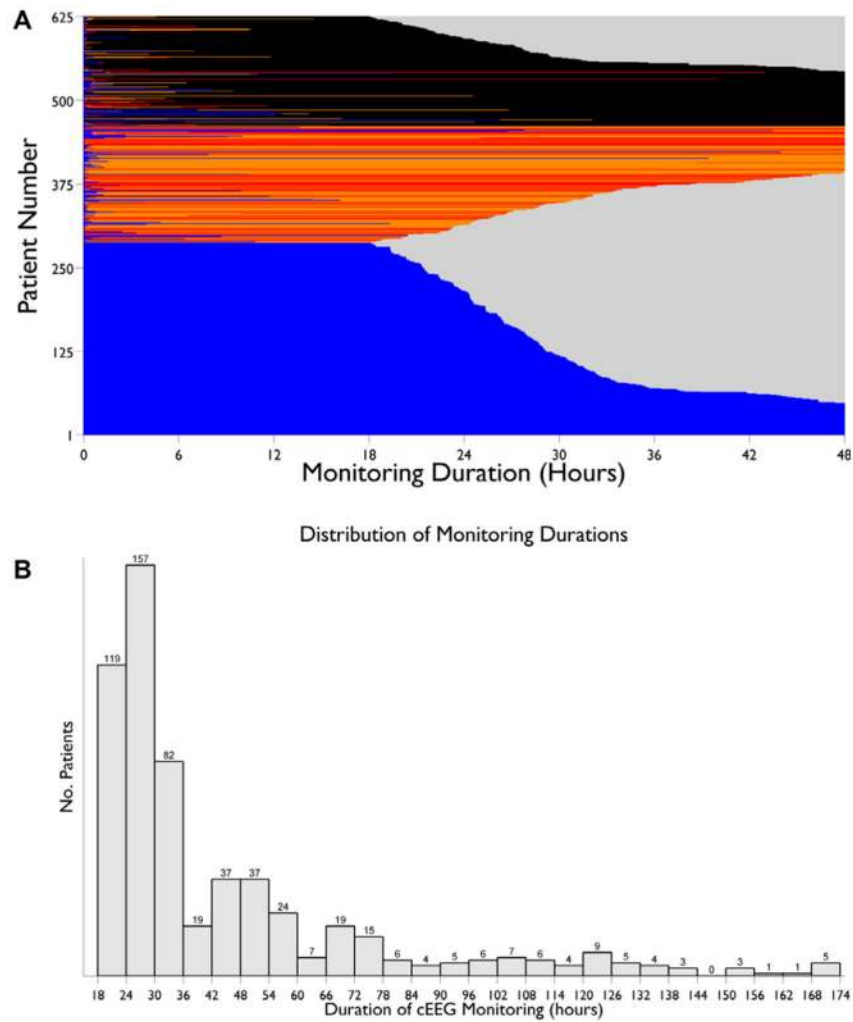 A
625
500
375
250
125
1
Patient Number
0 6 12 18 24 30 36 42 48
Monitoring Duration (Hours)
Distribution of Monitoring Durations
B
119 157 82 19 37 37 24 7 19 15 6 4 5 6 7 6 4 9 5 4 3 0 3 1 1 5
No. Patients
18 24 30 36 42 48 54 60 66 72 78 84 90 96 102 108 114 120 126 132 138 144 150 156 162 168 174
Duration of cEEG Monitoring (hours)